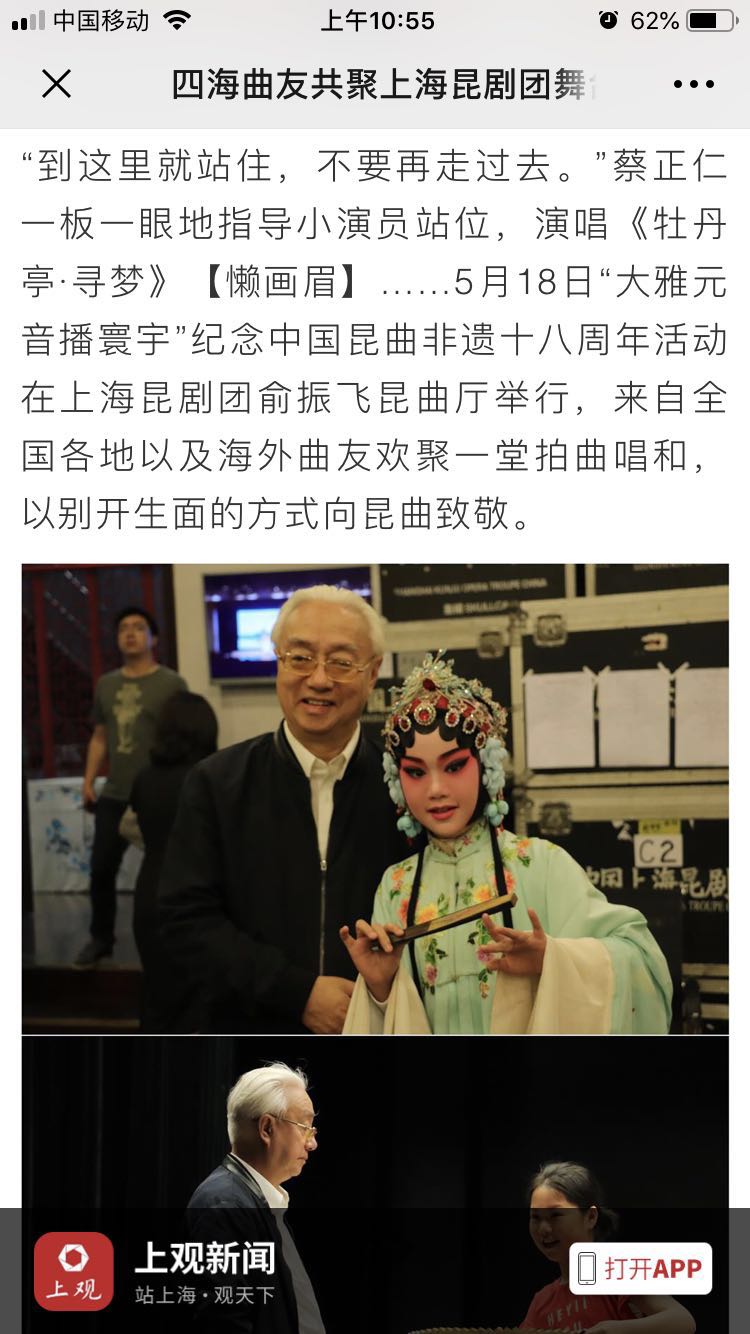 中国移动
上午10:55
62%
四海曲友共聚上海昆剧团舞
“到这里就站住，不要再走过去。”蔡正仁
一板一眼地指导小演员站位，演唱《牡丹
亭·寻梦》【懒画眉】……5月18日“大雅元
音播寰宇”纪念中国昆曲非遗十八周年活动
在上海昆剧团俞振飞昆曲厅举行，来自全
国各地以及海外曲友欢聚一堂拍曲唱和，
以别开生面的方式向昆曲致敬。
SHANGHAI KUNJU OPERA TROUPE CHINA
C2
中国上海昆剧
A TROUPE
上观
上观新闻
站上海·观天下
打开APP
HEY